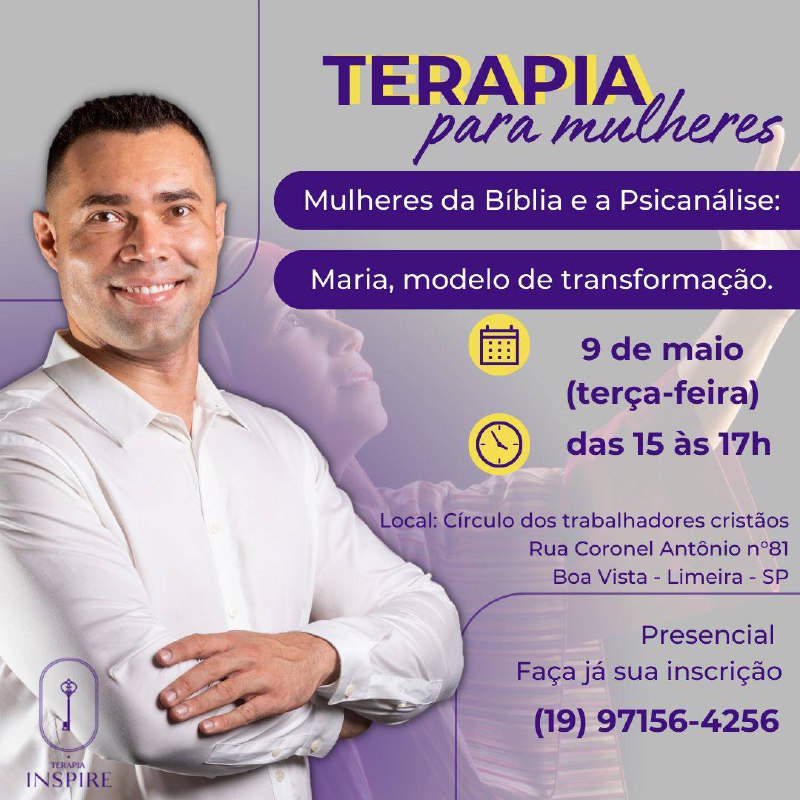 TERAPIA
para mulheres
Mulheres da Bíblia e a Psicanálise:
Maria, modelo de transformação.
9 de maio
(terça-feira)
das 15 às 17h
Local: Círculo dos trabalhadores cristãos
Rua Coronel Antônio n°81
Boa Vista - Limeira - SP
Presencial
Faça já sua inscrição
(19) 97156-4256
TERAPIA
INSPIRE